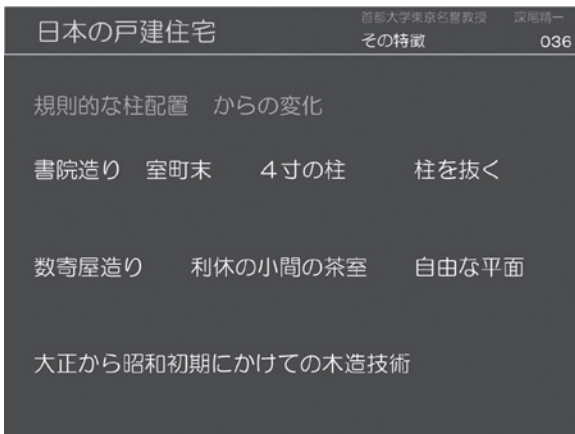 日本の戸建住宅
首都大学東京名誉教授 深尾精一
その特徴 036
規則的な柱配置 からの変化
書院造り 室町末 4寸の柱 柱を抜く
数寄屋造り 利休の小間の茶室 自由な平面
大正から昭和初期にかけての木造技術